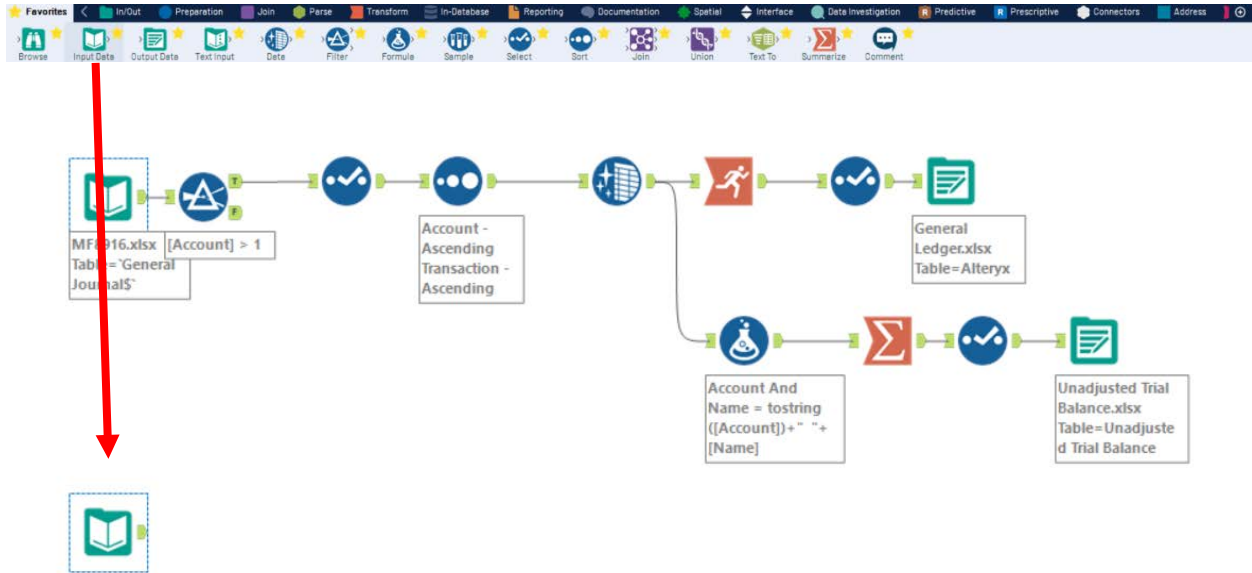 Favorites In/Out Preparation Join Parse Transform In-Database Reporting Documentation Spatial Interface Data Investigation R Predictive R Prescriptive Connectors Address
Browse Input Data Output Data Text Input Data Filter Formula Sample Select Sort Join Union Text To Summarize Comment
T
F
MF8916.xlsx
Table=`General
Journal$`
[Account] > 1
Account -
Ascending
Transaction -
Ascending
General
Ledger.xlsx
Table=Alteryx
Account And
Name = tostring
([Account])+" "+
[Name]
Unadjusted Trial
Balance.xlsx
Table=Unadjuste
d Trial Balance